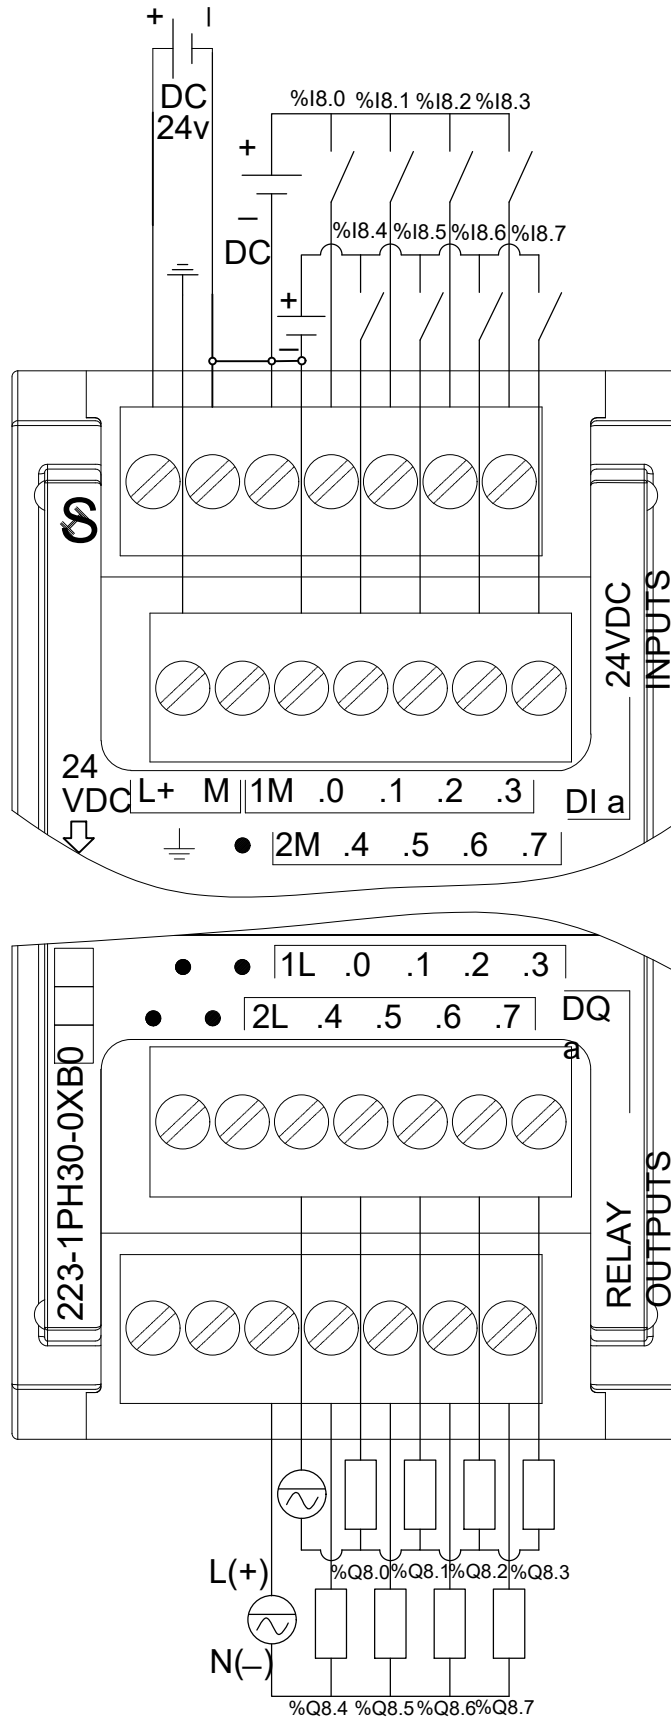 + –
DC
24v
%I8.0 %I8.1 %I8.2 %I8.3
+
–
DC
%I8.4 %I8.5 %I8.6 %I8.7
+
–
S
24VDC
INPUTS
24
VDC
L+ M 1M .0 .1 .2 .3
DI a
2M .4 .5 .6 .7
1L .0 .1 .2 .3
2L .4 .5 .6 .7
DQ
a
223-1PH30-0XB0
RELAY
OUTPUTS
%Q8.0 %Q8.1 %Q8.2 %Q8.3
L(+)
N(–)
%Q8.4 %Q8.5 %Q8.6 %Q8.7